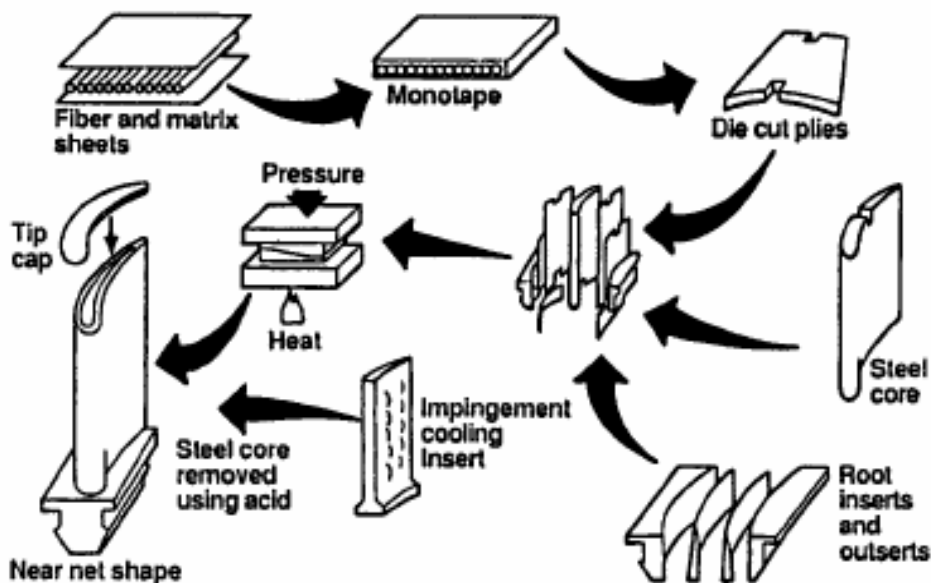 Fiber and matrix
sheets
Monotape
Die cut plies
Pressure
Tip
cap
Heat
Steel
core
Impingement
cooling
Insert
Steel core
removed
using acid
Root
inserts
and
outserts
Near net shape